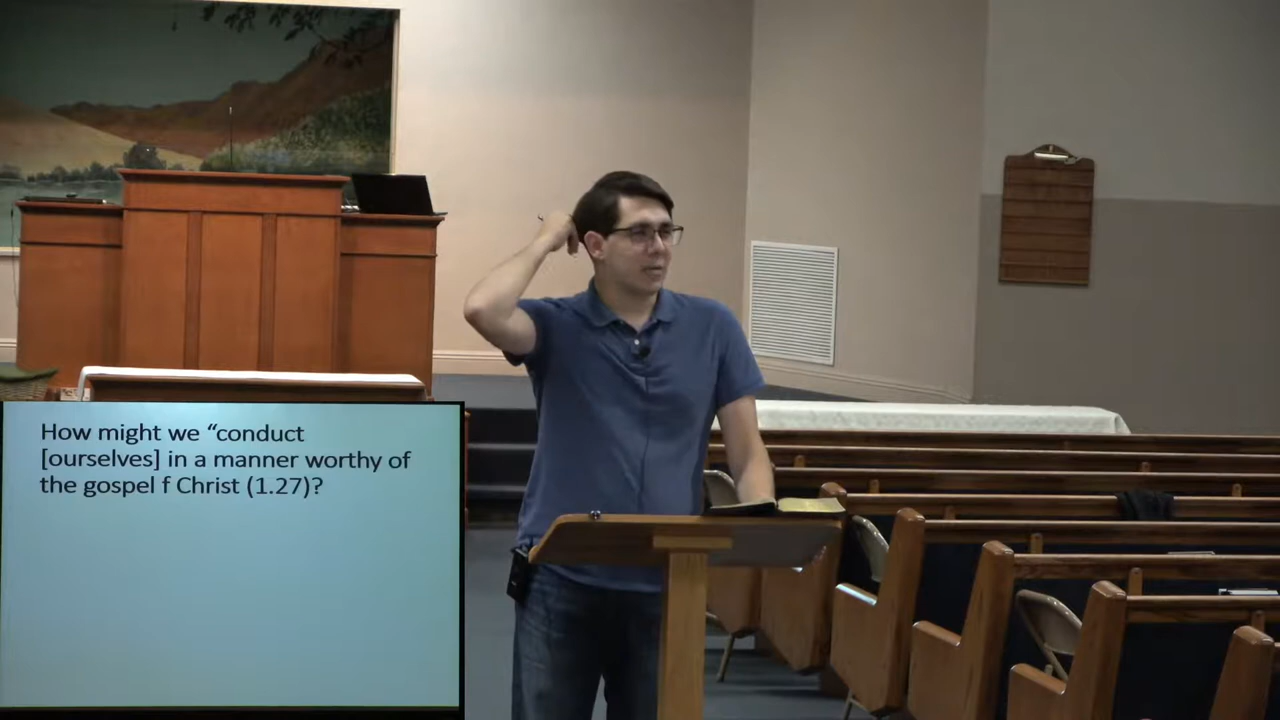 How might we “conduct
[ourselves] in a manner worthy of
the gospel f Christ (1.27)?